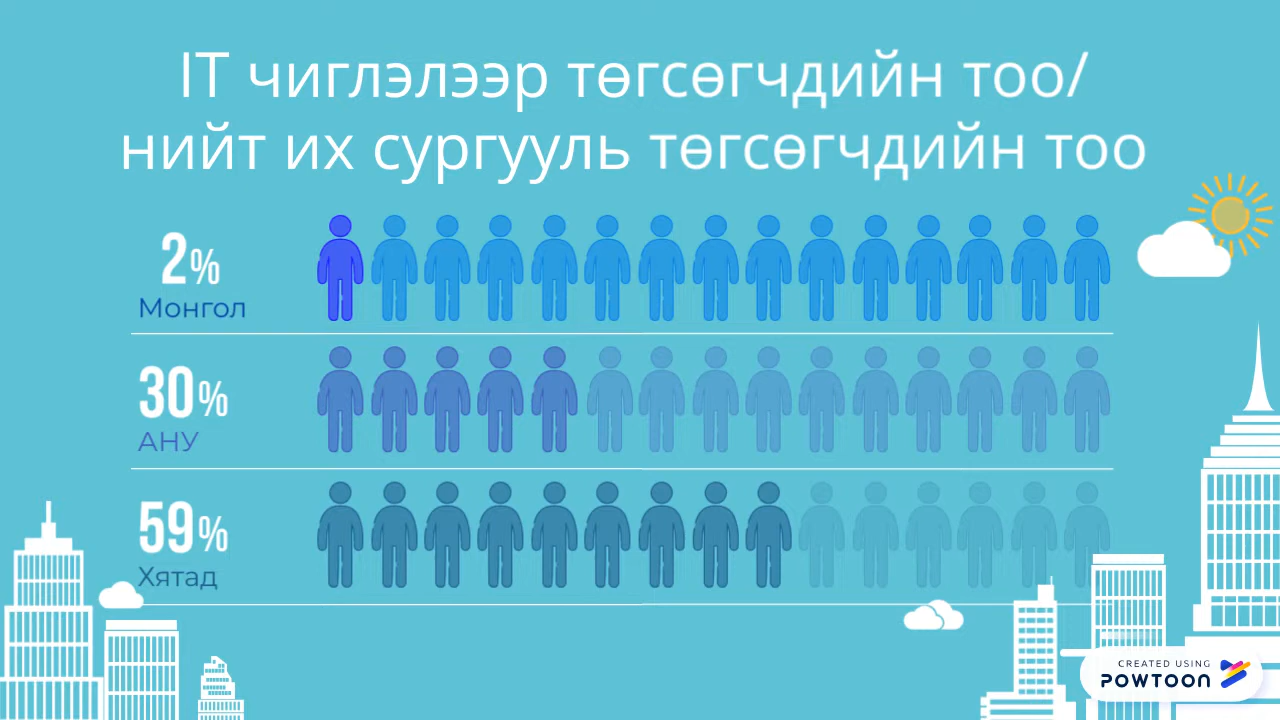 IT чиглэлээр төгсөгчдийн тоо/
нийт их сургууль төгсөгчдийн тоо
2%
Монгол
30%
АНУ
59%
Хятад
CREATED USING
POWTOON